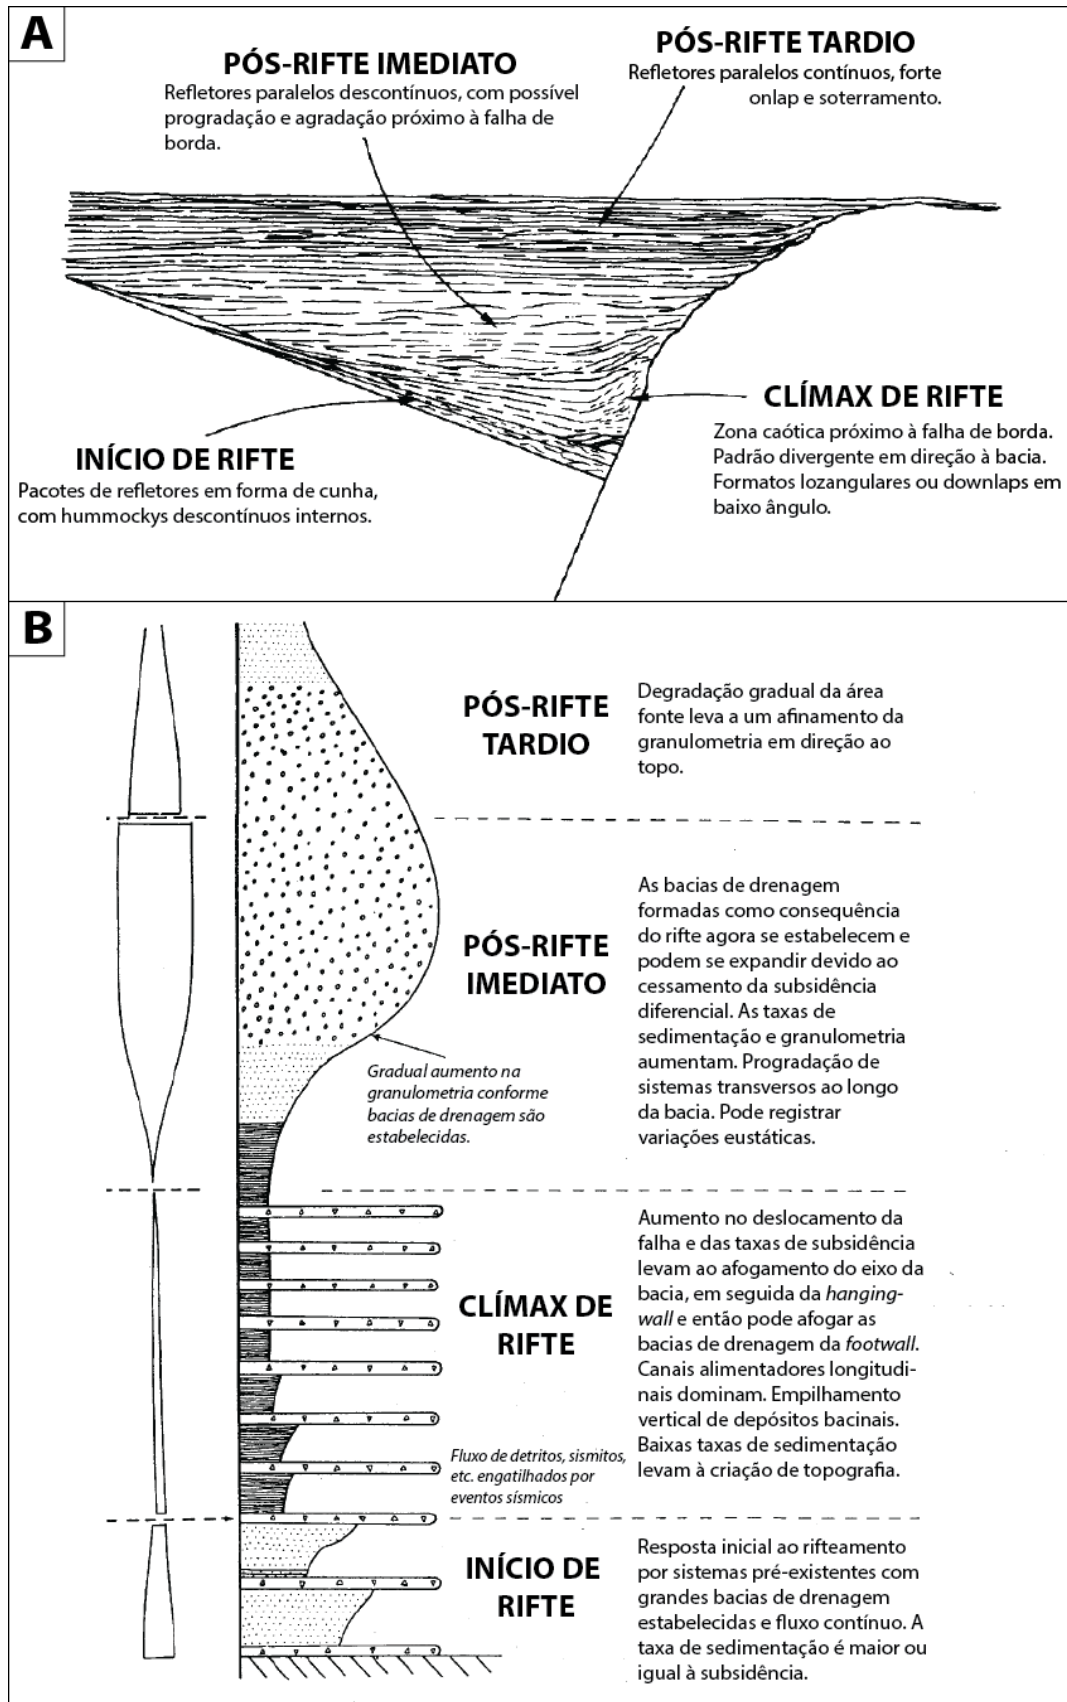 A
PÓS-RIFTE IMEDIATO
Refletores paralelos descontínuos, com possível
progradação e agradação próximo à falha de
borda.
PÓS-RIFTE TARDIO
Refletores paralelos contínuos, forte
onlap e soterramento.
INÍCIO DE RIFTE
Pacotes de refletores em forma de cunha,
com hummockys descontínuos internos.
CLÍMAX DE RIFTE
Zona caótica próximo à falha de borda.
Padrão divergente em direção à bacia.
Formatos lozangulares ou downlaps em
baixo ângulo.
B
PÓS-RIFTE
TARDIO
Degradação gradual da área
fonte leva a um afinamento da
granulometria em direção ao
topo.
PÓS-RIFTE
IMEDIATO
As bacias de drenagem
formadas como consequência
do rifte agora se estabelecem e
podem se expandir devido ao
cessamento da subsidência
diferencial. As taxas de
sedimentação e granulometria
aumentam. Progradação de
sistemas transversos ao longo
da bacia. Pode registrar
variações eustáticas.
Gradual aumento na
granulometria conforme
bacias de drenagem são
estabelecidas.
CLÍMAX DE
RIFTE
Aumento no deslocamento da
falha e das taxas de subsidência
levam ao afogamento do eixo da
bacia, em seguida da hanging-
wall e então pode afogar as
bacias de drenagem da footwall.
Canais alimentadores longitudi-
nais dominam. Empilhamento
vertical de depósitos bacinais.
Baixas taxas de sedimentação
levam à criação de topografia.
Fluxo de detritos, sismitos,
etc. engatilhados por
eventos sísmicos
INÍCIO DE
RIFTE
Resposta inicial ao rifteamento
por sistemas pré-existentes com
grandes bacias de drenagem
estabelecidas e fluxo contínuo. A
taxa de sedimentação é maior ou
igual à subsidência.